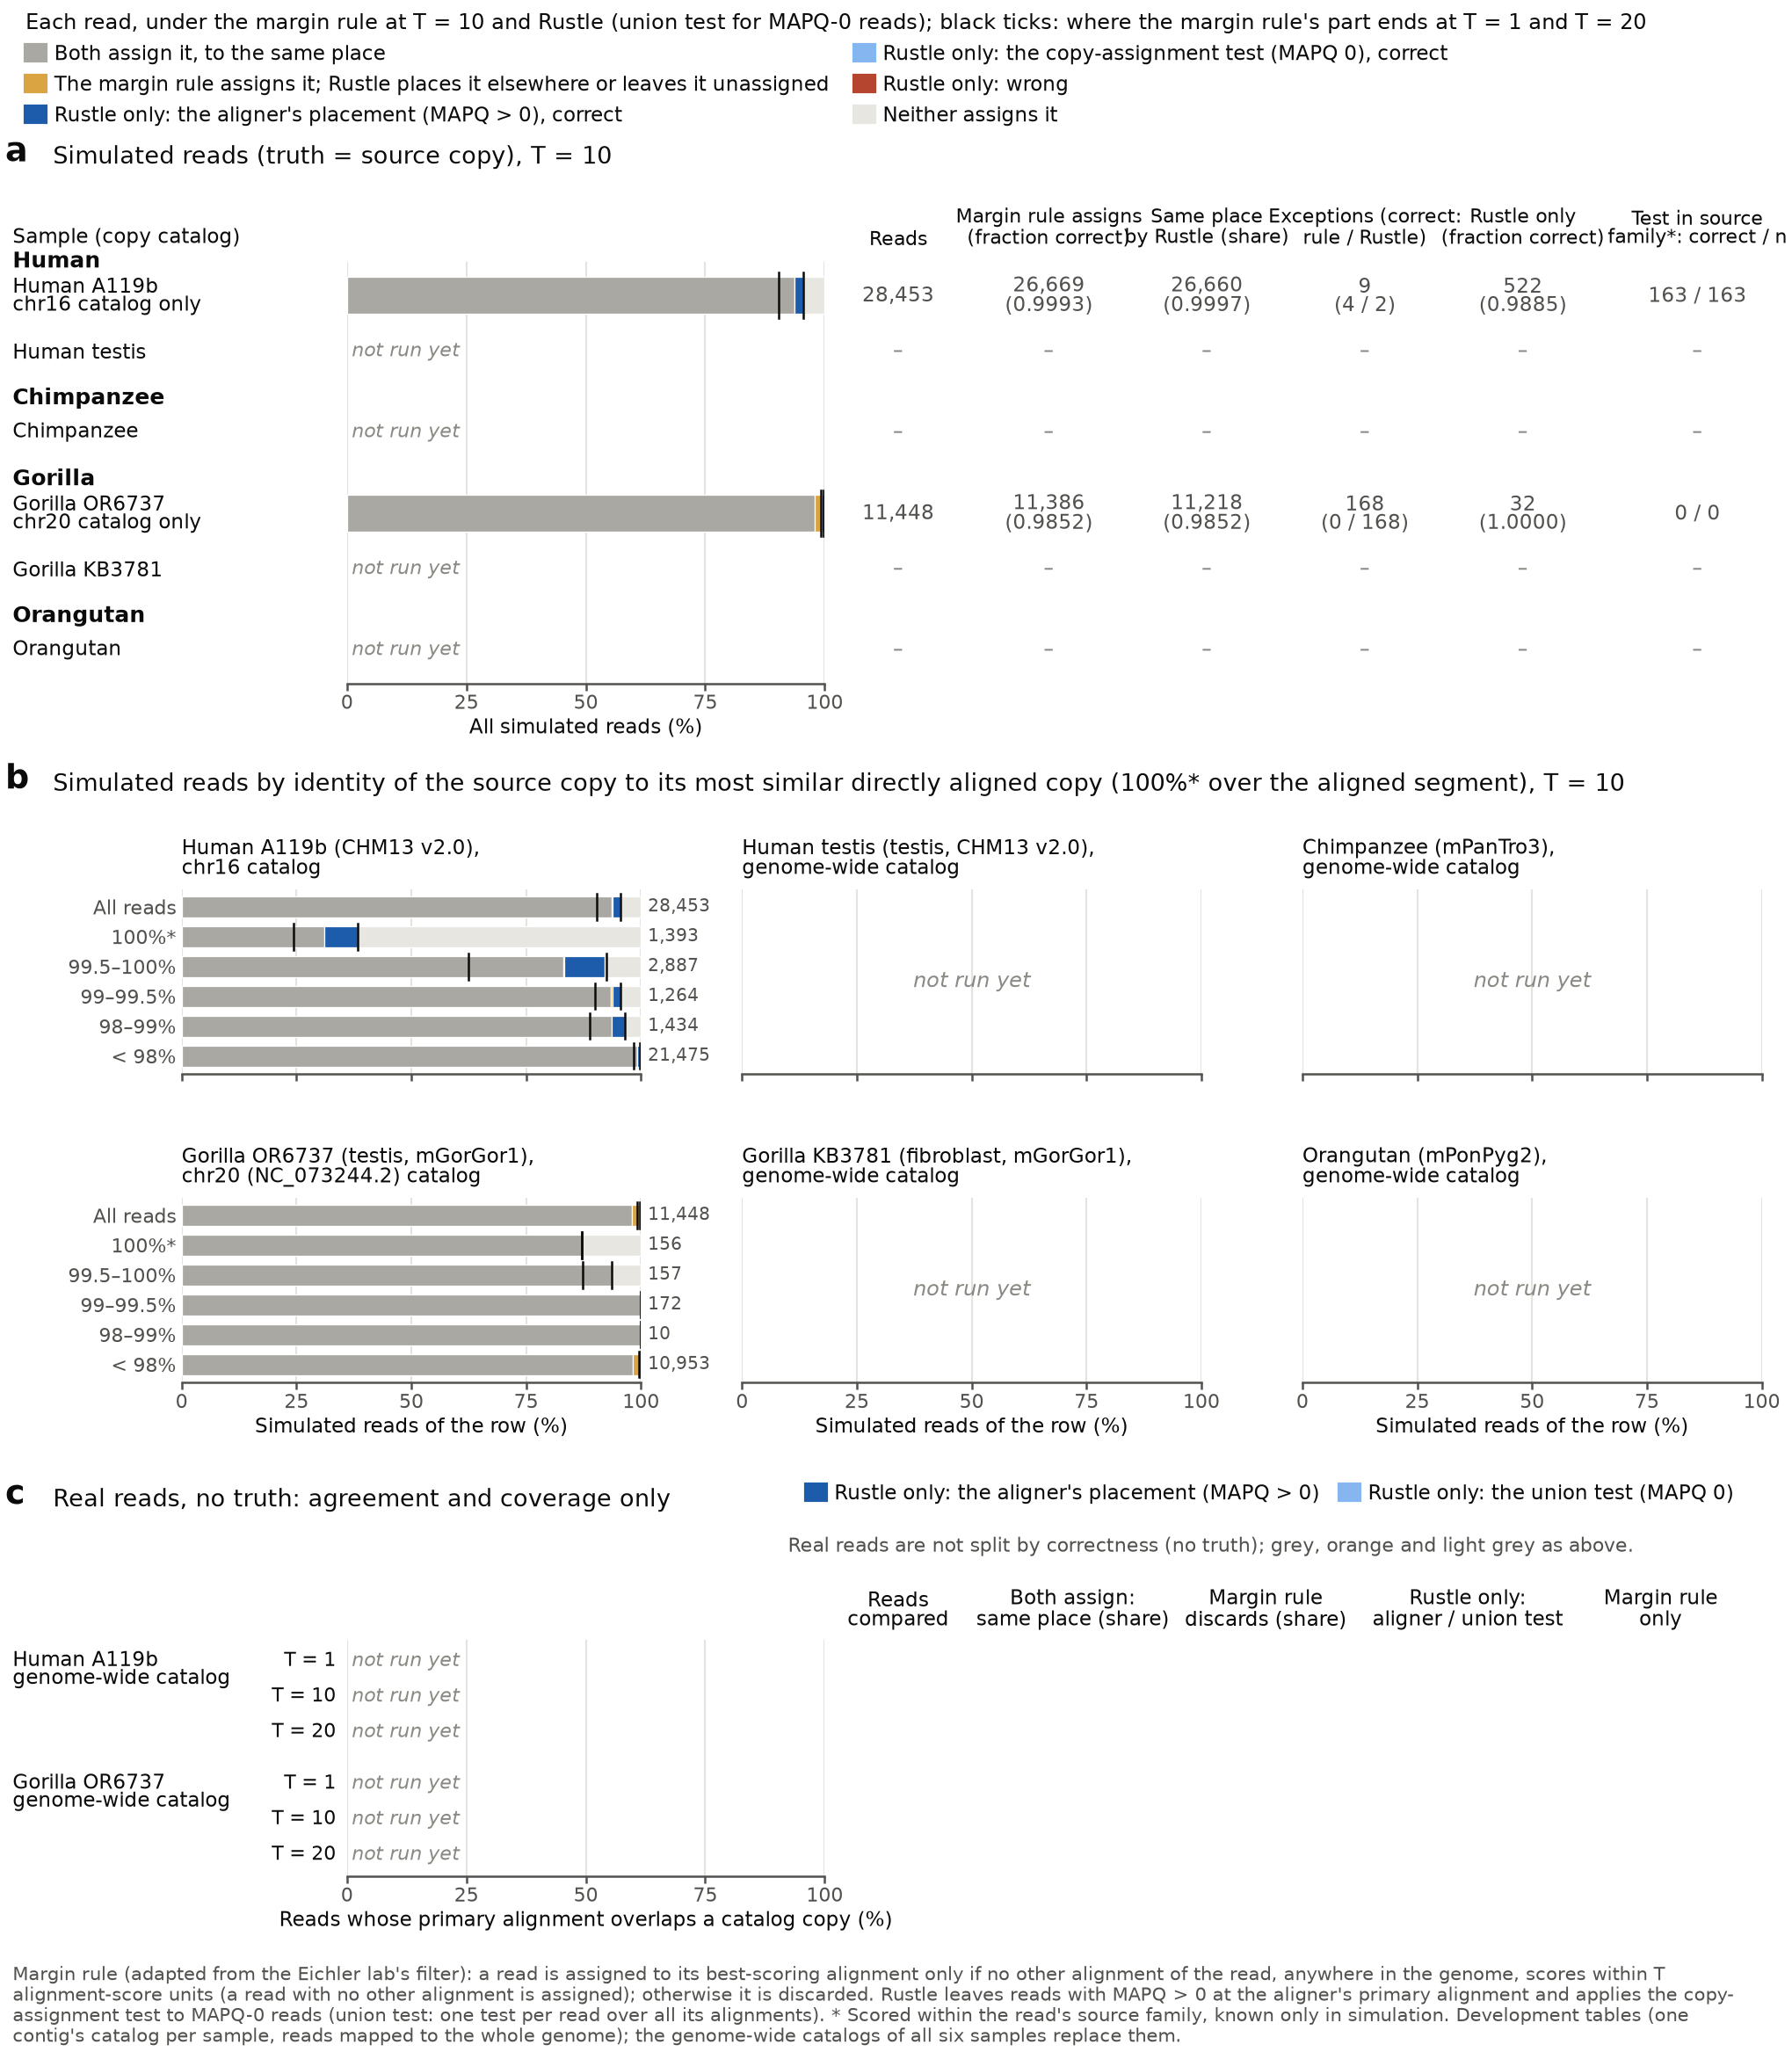 Each read, under the margin rule at T = 10 and Rustle (union test for MAPQ-0 reads); black ticks: where the margin rule's part ends at T = 1 and T = 20
Both assign it, to the same place
The margin rule assigns it; Rustle places it elsewhere or leaves it unassigned
Rustle only: the aligner's placement (MAPQ > 0), correct
Rustle only: the copy-assignment test (MAPQ 0), correct
Rustle only: wrong
Neither assigns it
a Simulated reads (truth = source copy), T = 10
Sample (copy catalog)
Reads
Margin rule assigns
(fraction correct)
Same place
by Rustle (share)
Exceptions (correct:
rule / Rustle)
Rustle only
(fraction correct)
Test in source
family*: correct / n
Human
Human A119b
chr16 catalog only
28,453
26,669
(0.9993)
26,660
(0.9997)
9
(4 / 2)
522
(0.9885)
163 / 163
Human testis
not run yet
– – – – – –
Chimpanzee
Chimpanzee
not run yet
– – – – – –
Gorilla
Gorilla OR6737
chr20 catalog only
11,448
11,386
(0.9852)
11,218
(0.9852)
168
(0 / 168)
32
(1.0000)
0 / 0
Gorilla KB3781
not run yet
– – – – – –
Orangutan
Orangutan
not run yet
– – – – – –
0 25 50 75 100
All simulated reads (%)
b Simulated reads by identity of the source copy to its most similar directly aligned copy (100%* over the aligned segment), T = 10
Human A119b (CHM13 v2.0),
chr16 catalog
All reads 28,453
100%* 1,393
99.5–100% 2,887
99–99.5% 1,264
98–99% 1,434
< 98% 21,475
Human testis (testis, CHM13 v2.0),
genome-wide catalog
not run yet
Chimpanzee (mPanTro3),
genome-wide catalog
not run yet
Gorilla OR6737 (testis, mGorGor1),
chr20 (NC_073244.2) catalog
All reads 11,448
100%* 156
99.5–100% 157
99–99.5% 172
98–99% 10
< 98% 10,953
0 25 50 75 100
Simulated reads of the row (%)
Gorilla KB3781 (fibroblast, mGorGor1),
genome-wide catalog
not run yet
0 25 50 75 100
Simulated reads of the row (%)
Orangutan (mPonPyg2),
genome-wide catalog
not run yet
0 25 50 75 100
Simulated reads of the row (%)
c Real reads, no truth: agreement and coverage only
Rustle only: the aligner's placement (MAPQ > 0)
Rustle only: the union test (MAPQ 0)
Real reads are not split by correctness (no truth); grey, orange and light grey as above.
Reads
compared
Both assign:
same place (share)
Margin rule
discards (share)
Rustle only:
aligner / union test
Margin rule
only
Human A119b
genome-wide catalog
T = 1 not run yet
T = 10 not run yet
T = 20 not run yet
Gorilla OR6737
genome-wide catalog
T = 1 not run yet
T = 10 not run yet
T = 20 not run yet
0 25 50 75 100
Reads whose primary alignment overlaps a catalog copy (%)
Margin rule (adapted from the Eichler lab's filter): a read is assigned to its best-scoring alignment only if no other alignment of the read, anywhere in the genome, scores within T
alignment-score units (a read with no other alignment is assigned); otherwise it is discarded. Rustle leaves reads with MAPQ > 0 at the aligner's primary alignment and applies the copy-
assignment test to MAPQ-0 reads (union test: one test per read over all its alignments). * Scored within the read's source family, known only in simulation. Development tables (one
contig's catalog per sample, reads mapped to the whole genome); the genome-wide catalogs of all six samples replace them.